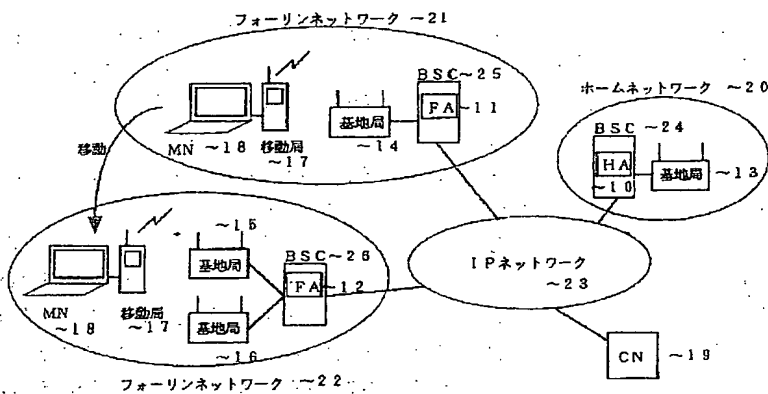 フォーリンネットワーク ~21
BSC~25
FA ~11
基地局
~14
MN ~18
移動局
~17
移動
ホームネットワーク ~20
BSC ~24
HA
~10
基地局 ~13
~15
基地局
BSC~26
FA ~12
基地局
~16
MN
~18
移動局
~17
フォーリンネットワーク ~22
IPネットワーク
~23
CN ~19